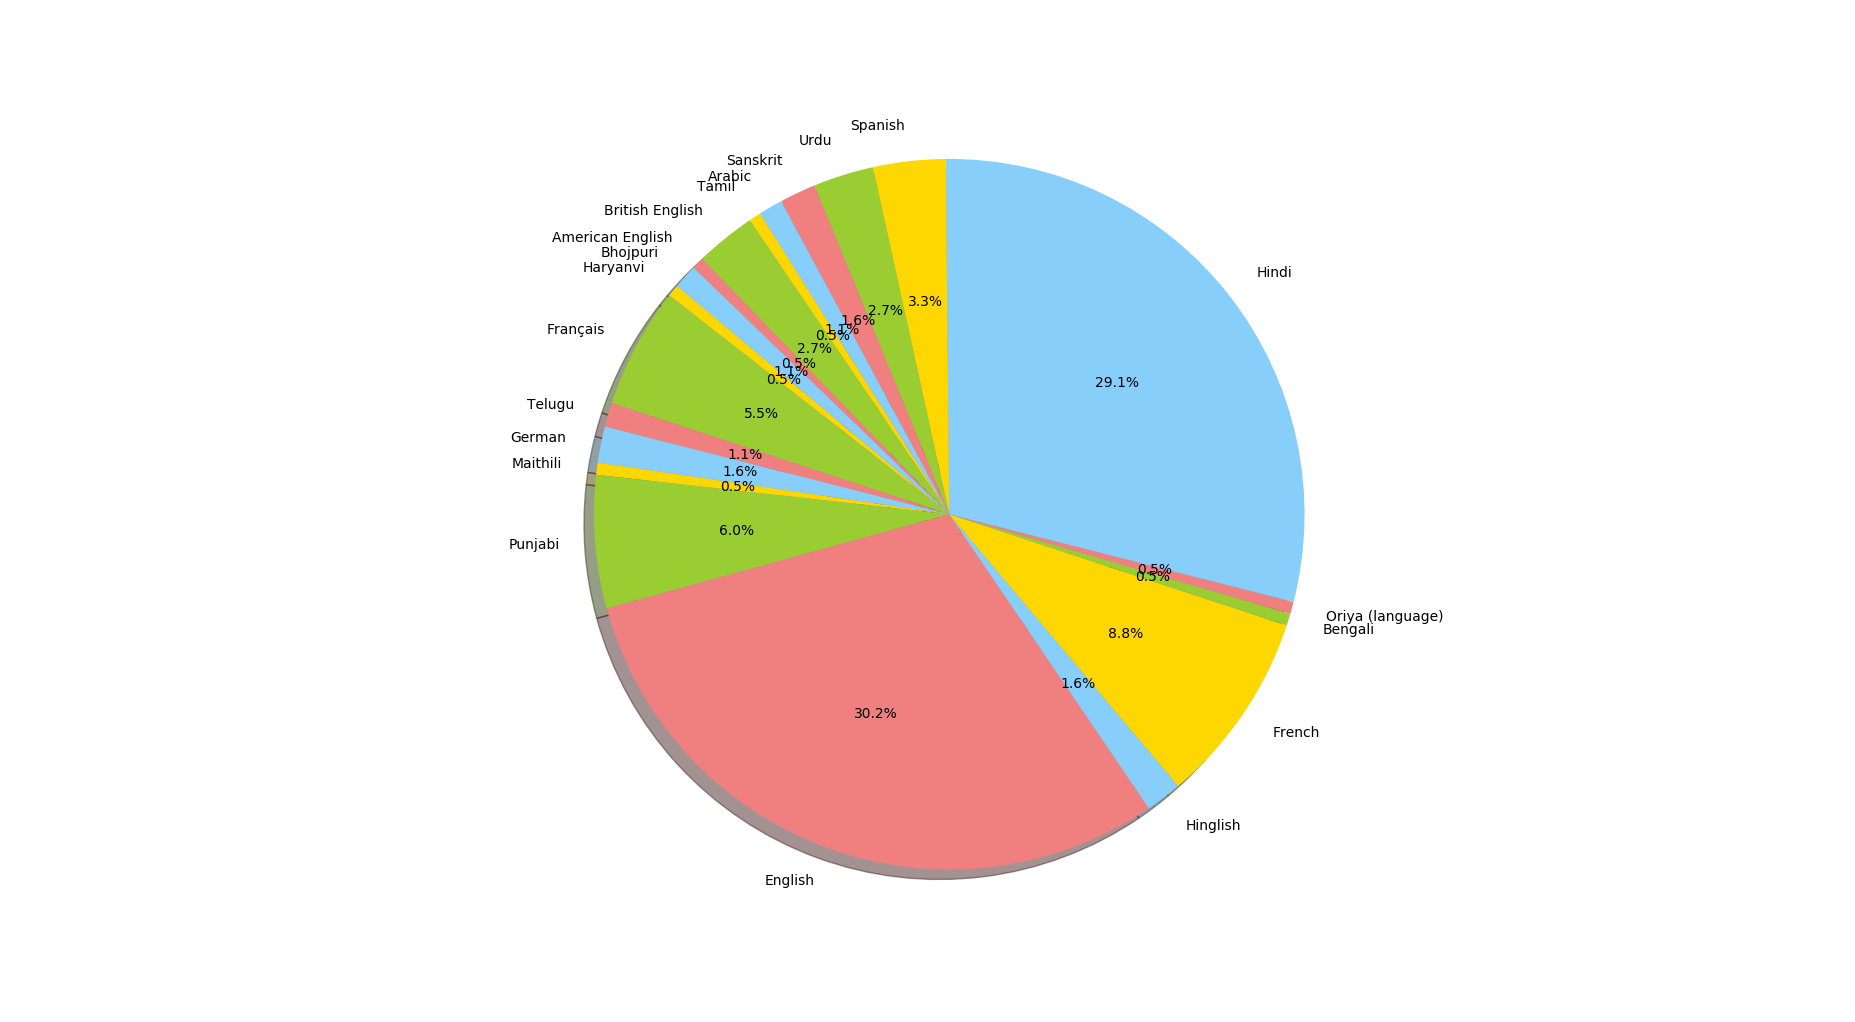 Spanish
Urdu
Sanskrit
Arabic
Tamil
British English
American English
Bhojpuri
Haryanvi
Français
Telugu
German
Maithili
Punjabi
English
Hinglish
French
Bengali
Oriya (language)
Hindi
3.3%
2.7%
1.6%
1.1%
0.5%
2.7%
0.5%
1.1%
0.5%
5.5%
1.1%
1.6%
0.5%
6.0%
30.2%
1.6%
8.8%
0.5%
0.5%
29.1%